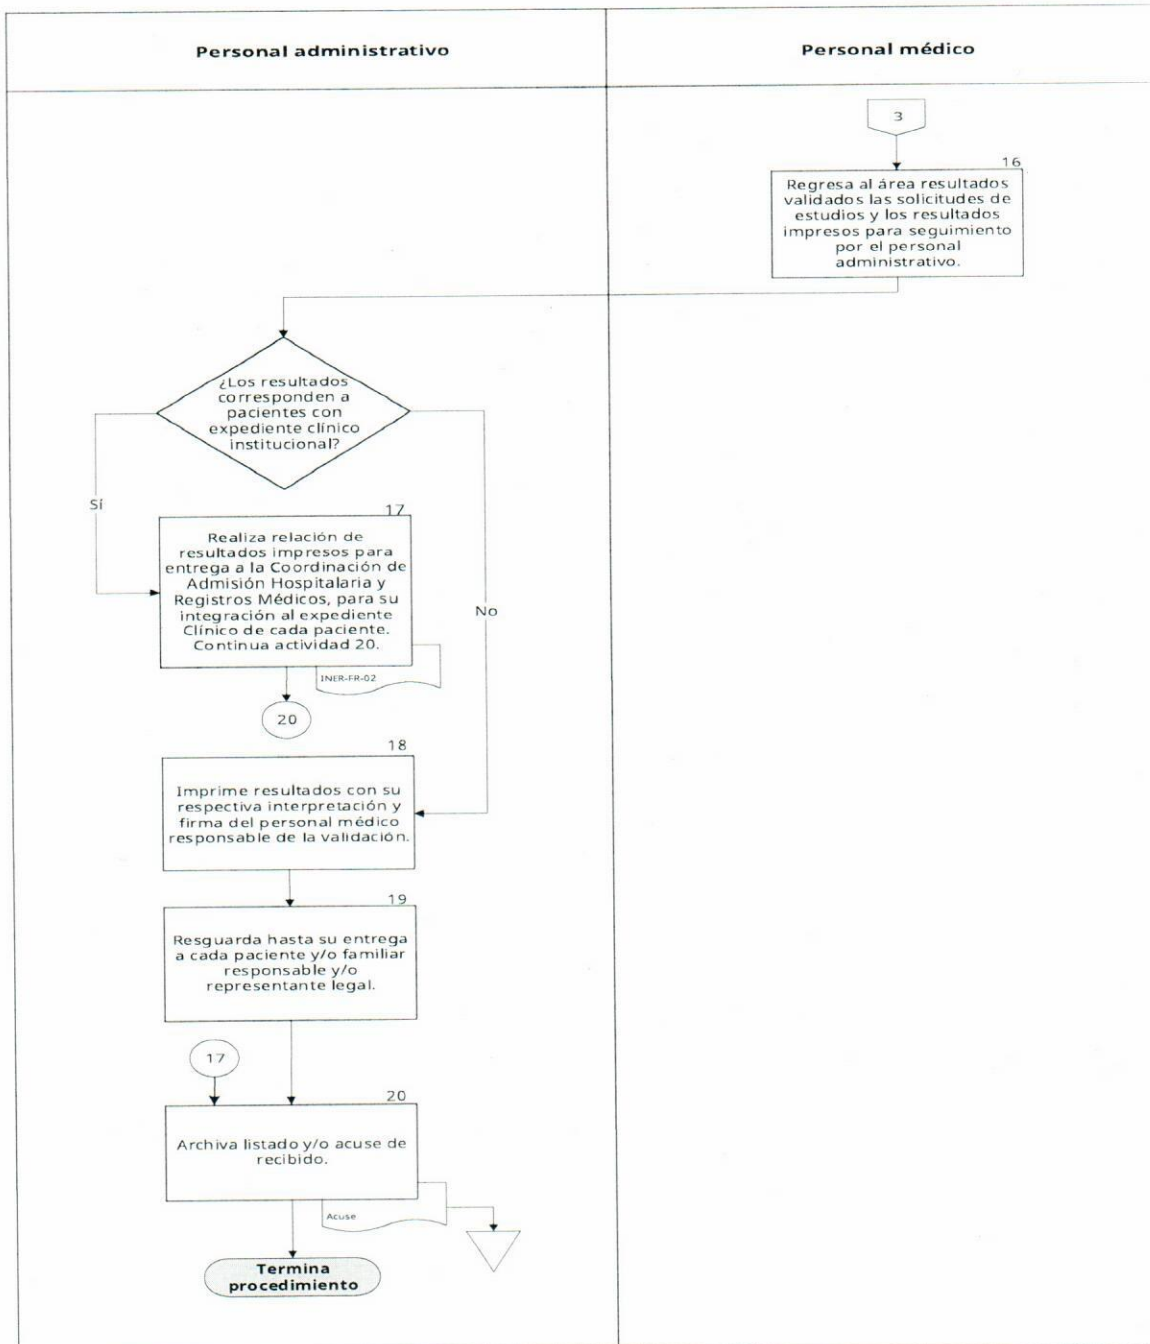 Personal administrativo
Personal médico
3
16
Regresa al área resultados
validados las solicitudes de
estudios y los resultados
impresos para seguimiento
por el personal
administrativo.
¿Los resultados
corresponden a
pacientes con
expediente clínico
institucional?
Sí
No
17
Realiza relación de
resultados impresos para
entrega a la Coordinación de
Admisión Hospitalaria y
Registros Médicos, para su
integración al expediente
Clínico de cada paciente.
Continua actividad 20.
INER-FR-02
20
18
Imprime resultados con su
respectiva interpretación y
firma del personal médico
responsable de la validación.
19
Resguarda hasta su entrega
a cada paciente y/o familiar
responsable y/o
representante legal.
17
20
Archiva listado y/o acuse de
recibido.
Acuse
Termina
procedimiento